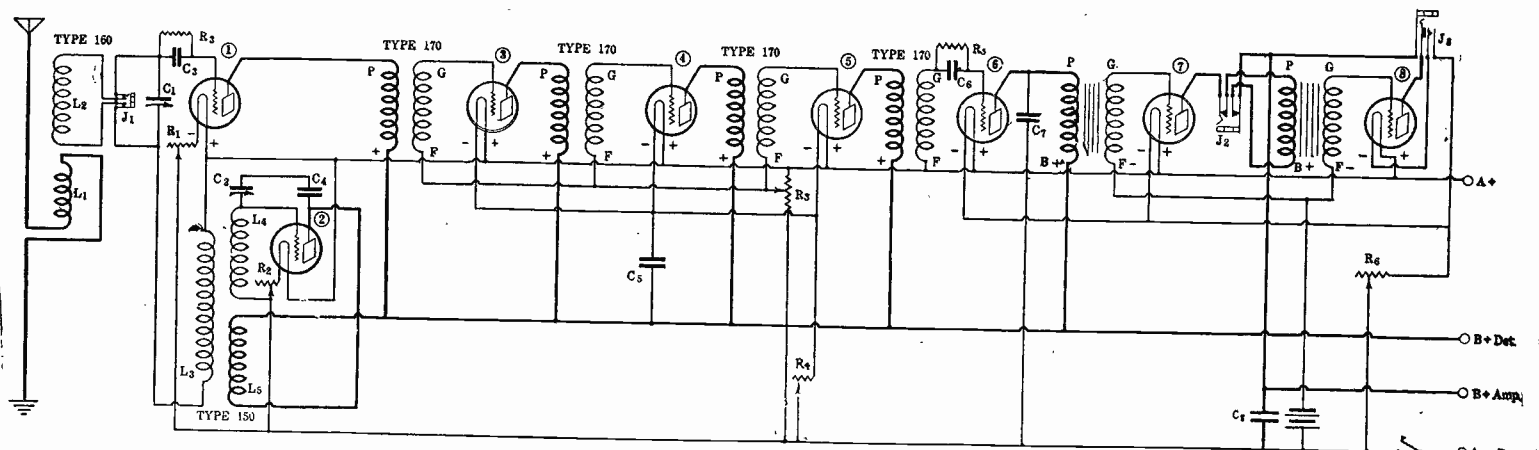 TYPE 160
L2
L1
J1
C1
R3
C3
①
R1
-
+
TYPE 170
P
+
G
F
③
-
+
TYPE 170
P
+
G
F
④
-
+
TYPE 170
P
+
G
F
⑤
-
+
TYPE 170
P
+
G
F
R5
C6
⑥
-
+
C7
P
B+
G
F-
⑦
-
+
J2
P
B+
G
F-
⑧
-
+
J3
C2
C4
L4
②
R2
L3
L5
TYPE 150
C5
R3
R4
R6
C8
A+
B+ Det.
B+ Amp.